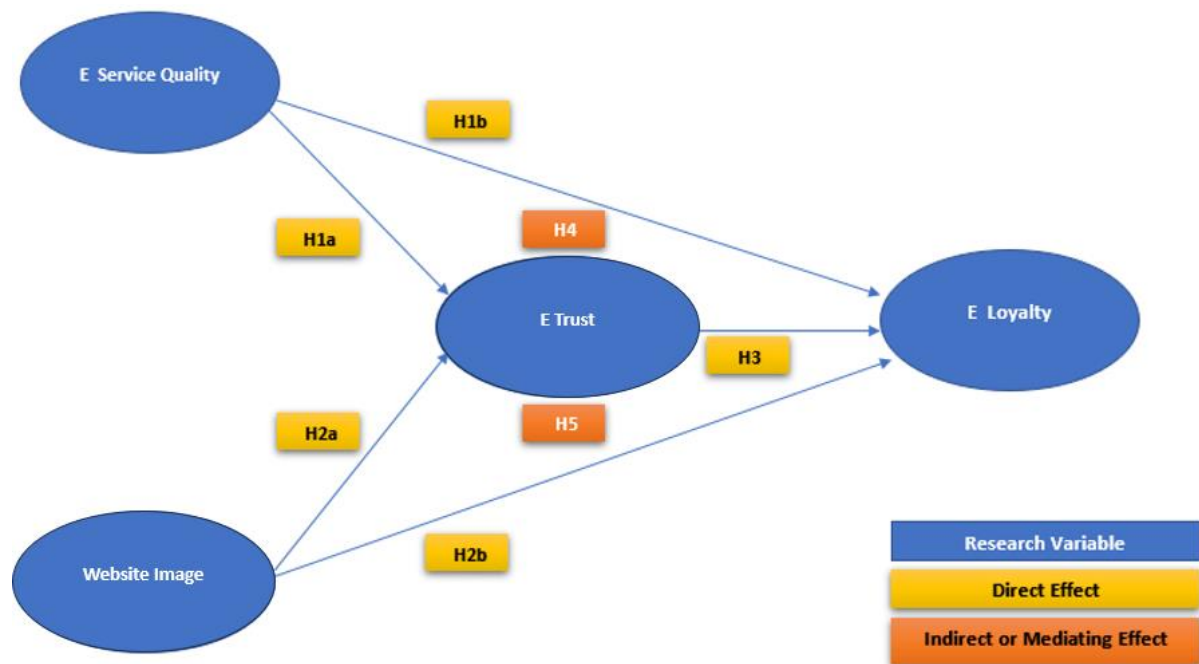 E Service Quality
H1b
H1a
H4
E Trust
E Loyalty
H3
H2a
H5
H2b
Website Image
Research Variable
Direct Effect
Indirect or Mediating Effect